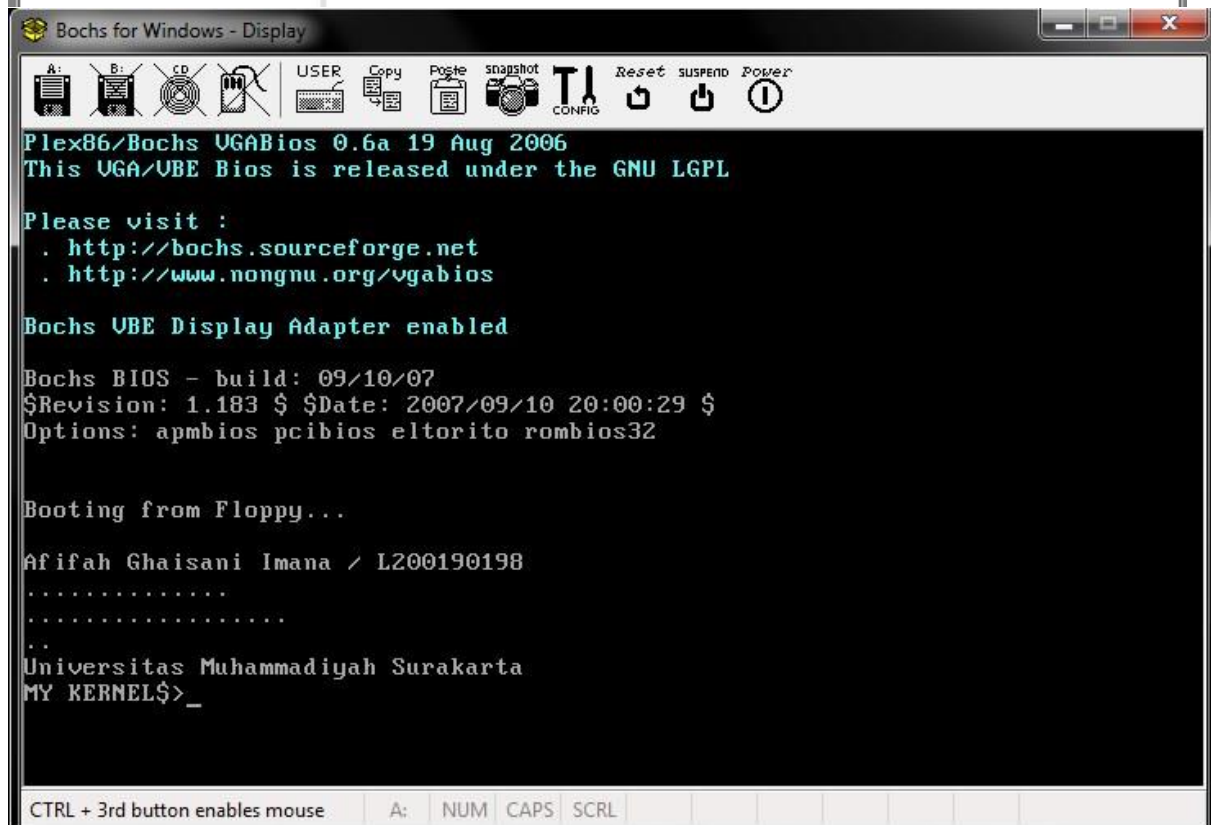 Bochs for Windows - Display
A: B: CD USER Copy Paste snapshot CONFIG Reset SUSPEND Power
Plex86/Bochs VGABios 0.6a 19 Aug 2006
This VGA/VBE Bios is released under the GNU LGPL
Please visit :
. http://bochs.sourceforge.net
. http://www.nongnu.org/vgabios
Bochs VBE Display Adapter enabled
Bochs BIOS - build: 09/10/07
$Revision: 1.183 $ $Date: 2007/09/10 20:00:29 $
Options: apmbios pcibios eltorito rombios32
Booting from Floppy...
Afifah Ghaisani Imana / L200190198
..............
..................
..
Universitas Muhammadiyah Surakarta
MY KERNEL$>_
CTRL + 3rd button enables mouse A: NUM CAPS SCRL